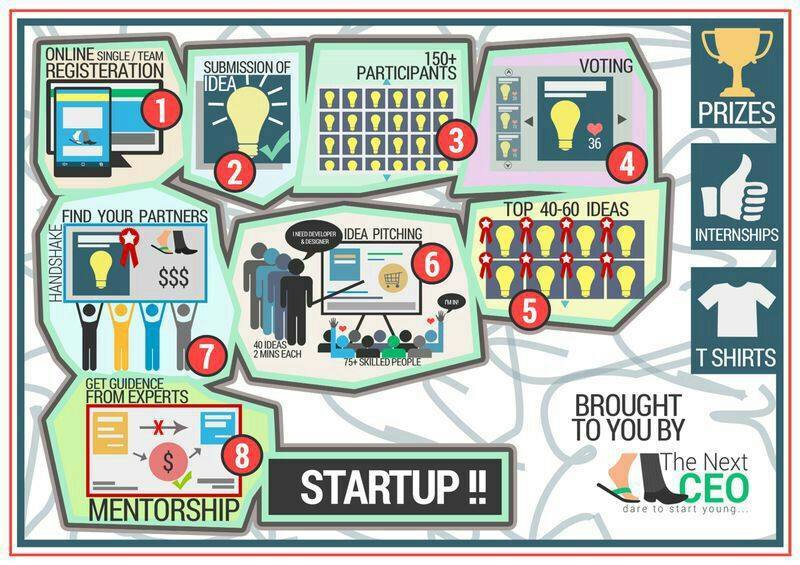 ONLINE SINGLE / TEAM
REGISTERATION
1
SUBMISSION OF
IDEA
2
150+
PARTICIPANTS
3
VOTING
36
4
TOP 40-60 IDEAS
5
IDEA PITCHING
I NEED DEVELOPER
& DESIGNER
6
I'M IN!
40 IDEAS
2 MINS EACH
75+ SKILLED PEOPLE
FIND YOUR PARTNERS
HANDSHAKE
$$$
7
GET GUIDENCE
FROM EXPERTS
X
$
8
MENTORSHIP
STARTUP !!
PRIZES
INTERNSHIPS
T SHIRTS
BROUGHT
TO YOU BY
The Next
CEO
dare to start young...